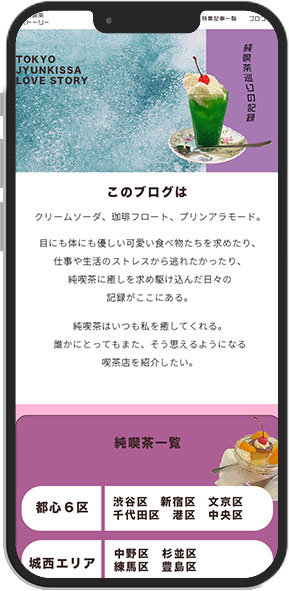 ストーリー
特集記事一覧
TOKYO
JYUNKISSA
LOVE STORY
純喫茶巡りの記録
このブログは
クリームソーダ、珈琲フロート、プリンアラモード。
目にも体にも優しい可愛い食べ物たちを求めたり、
仕事や生活のストレスから逃れたかったり、
純喫茶に癒しを求め駆け込んだ日々の
記録がここにある。
純喫茶はいつも私を癒してくれる。
誰かにとってもまた、そう思えるようになる
喫茶店を紹介したい。
純喫茶一覧
都心６区
渋谷区 新宿区 文京区
千代田区 港区 中央区
城西エリア
中野区 杉並区
練馬区 豊島区